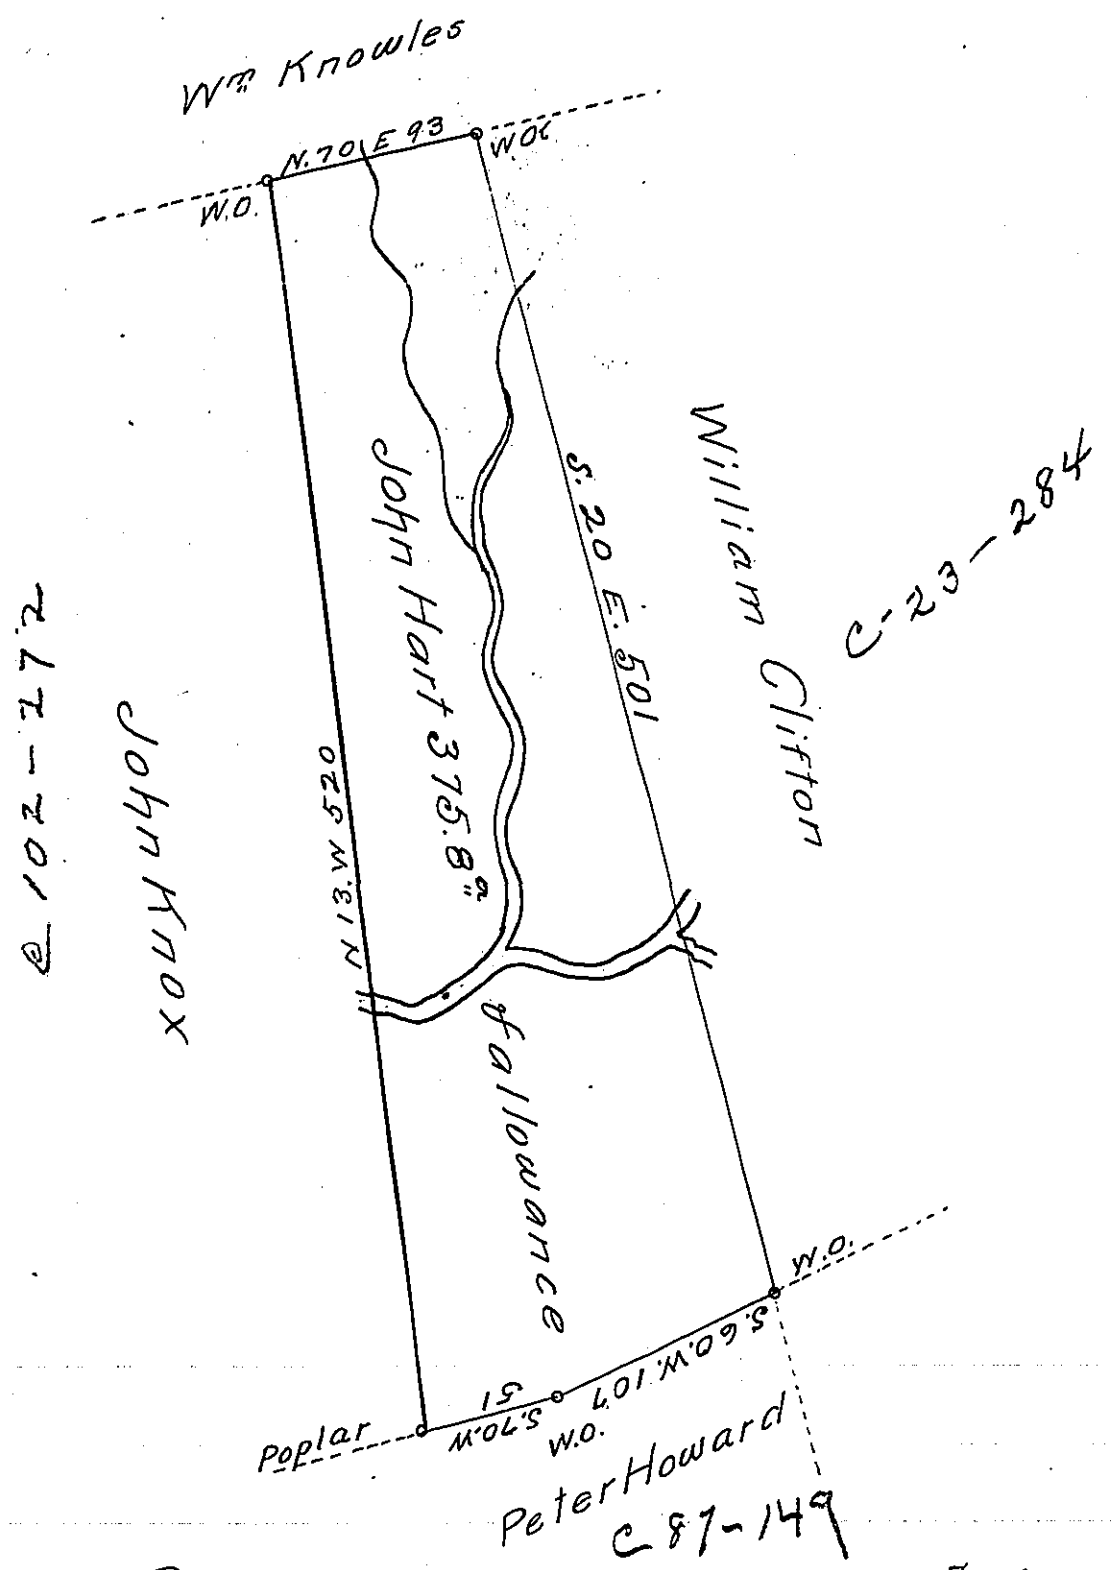 Wm Knowles
N. 70 E 93
W.O.
W.O.
John Hart 375.8a
& allowance
S. 20 E. 501
William Clifton
C-23-284
C 102-272
John Knox
N 13. W 520
W.O.
S. 60. W. 107
W.O.
S. 70. W
51
Poplar
Peter Howard
C 87-149